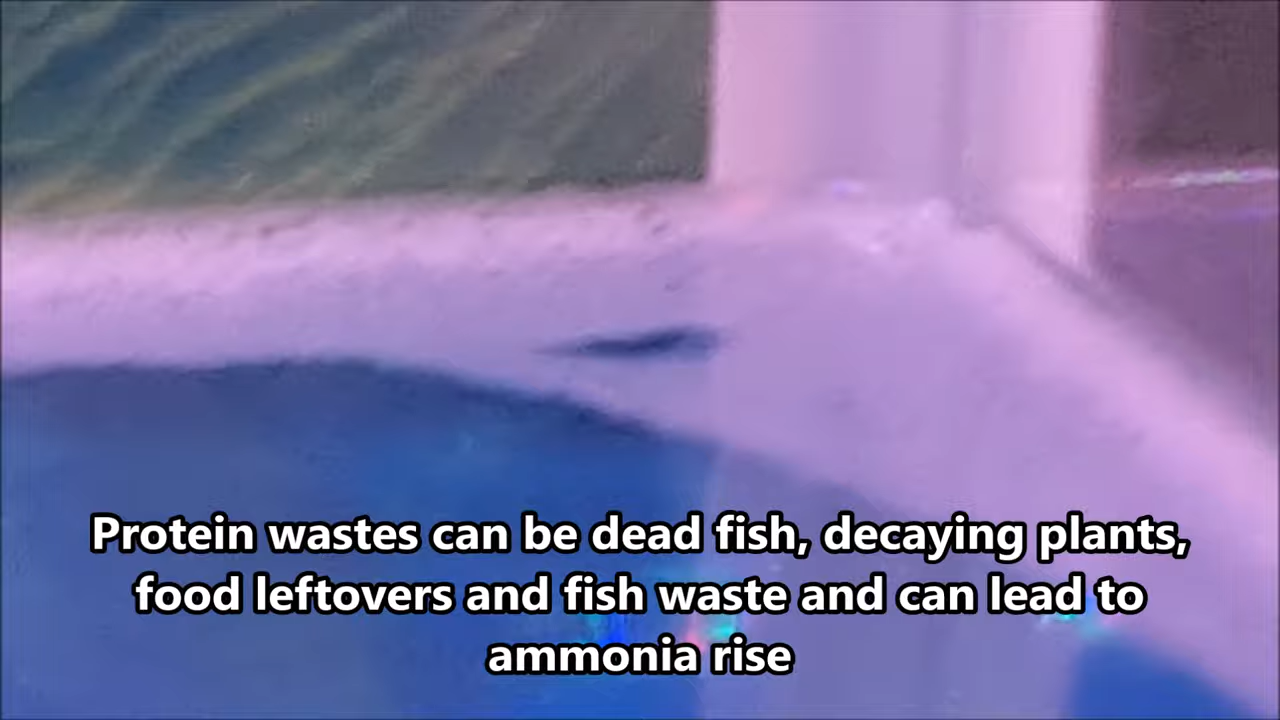 Protein wastes can be dead fish, decaying plants,
food leftovers and fish waste and can lead to
ammonia rise